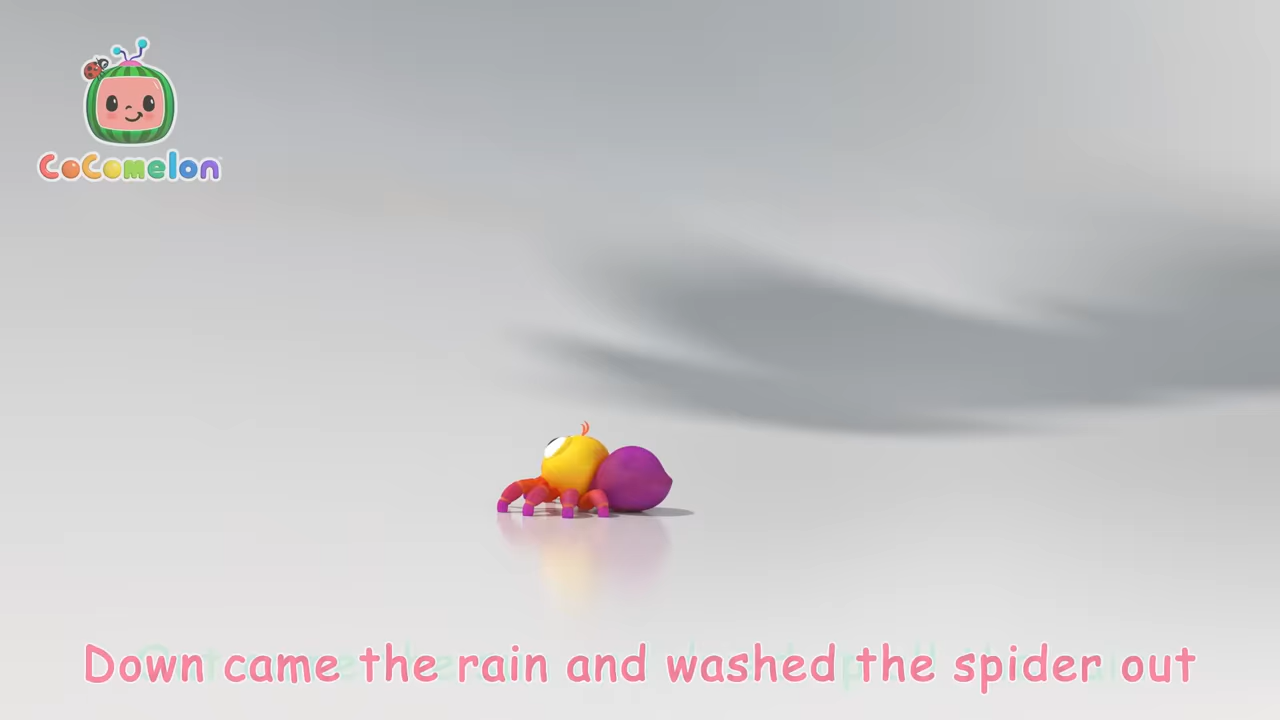 CoComelon
Down came the rain and washed the spider out